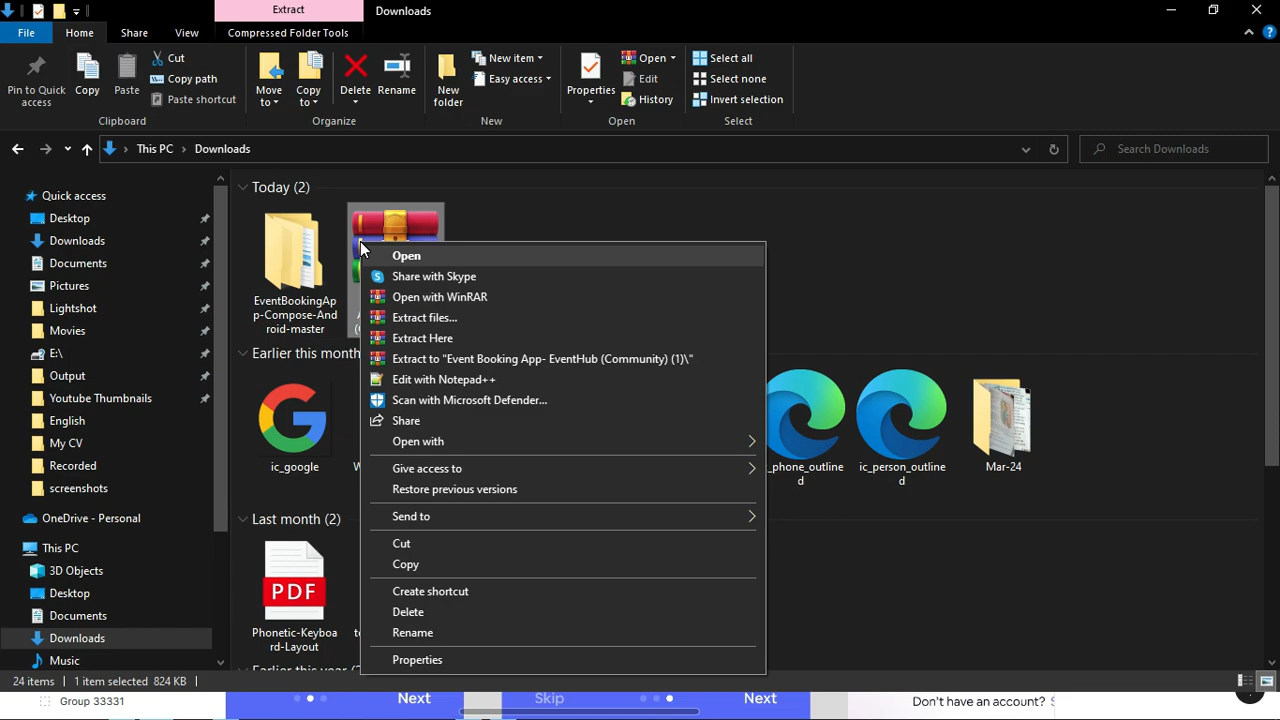 Extract
Downloads
File
Home
Share
View
Compressed Folder Tools
Pin to Quick
access
Copy
Paste
Cut
Copy path
Paste shortcut
Clipboard
Move
to
Copy
to
Delete
Rename
Organize
New
folder
New item
Easy access
New
Properties
Open
Edit
History
Open
Select all
Select none
Invert selection
Select
This PC
Downloads
Search Downloads
Quick access
Desktop
Downloads
Documents
Pictures
Lightshot
Movies
E:\
Output
Youtube Thumbnails
English
My CV
Recorded
screenshots
OneDrive - Personal
This PC
3D Objects
Desktop
Documents
Downloads
Music
Today (2)
EventBookingAp
p-Compose-And
roid-master
Earlier this month
ic_google
_phone_outline
d
ic_person_outline
d
Mar-24
Last month (2)
Phonetic-Keyboa
rd-Layout
PDF
Open
Share with Skype
Open with WinRAR
Extract files...
Extract Here
Extract to "Event Booking App- EventHub (Community) (1)\"
Edit with Notepad++
Scan with Microsoft Defender...
Share
Open with
Give access to
Restore previous versions
Send to
Cut
Copy
Create shortcut
Delete
Rename
Properties
24 items
1 item selected 824 KB
Group 33331
Next
Skip
Next
Don't have an account?